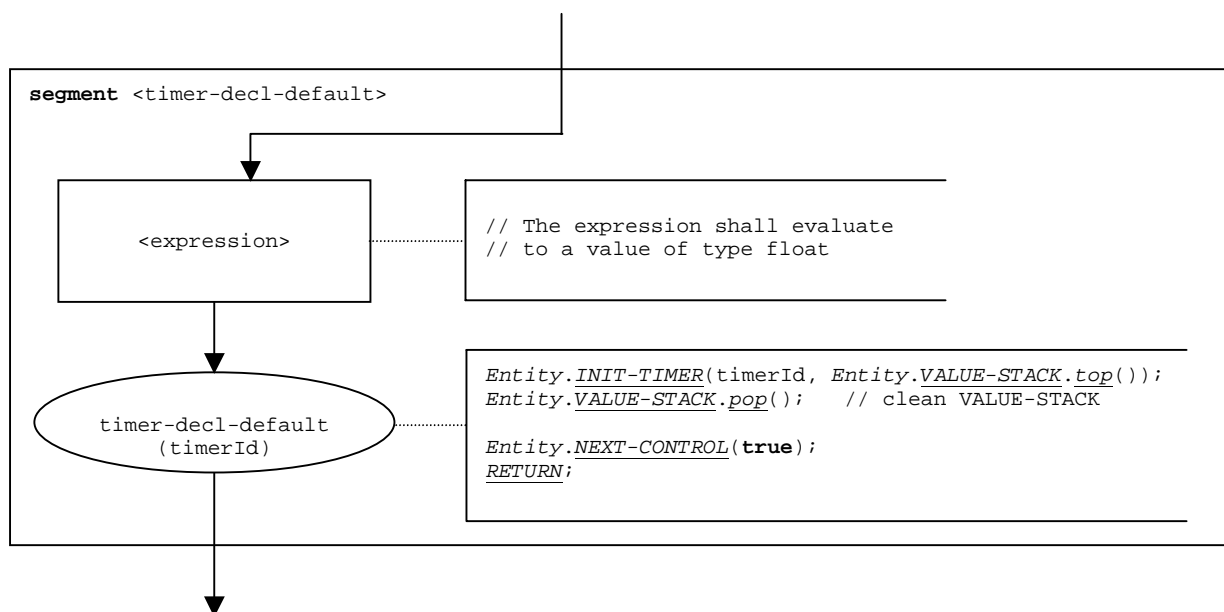 segment <timer-decl-default>
<expression>
// The expression shall evaluate
// to a value of type float
timer-decl-default
(timerId)
Entity.INIT-TIMER(timerId, Entity.VALUE-STACK.top());
Entity.VALUE-STACK.pop();   // clean VALUE-STACK
Entity.NEXT-CONTROL(true);
RETURN;